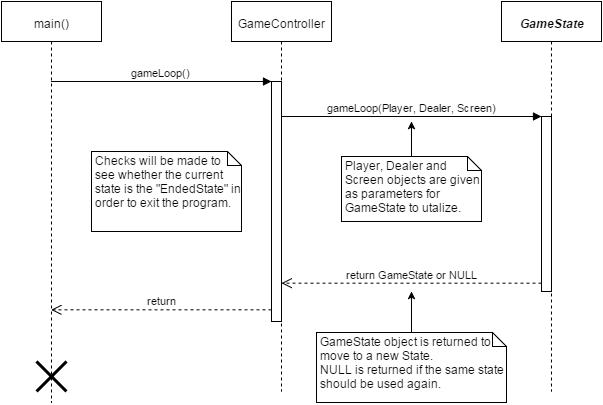 main()
GameController
GameState
gameLoop()
gameLoop(Player, Dealer, Screen)
Checks will be made to
see whether the current
state is the "EndedState" in
order to exit the program.
Player, Dealer and
Screen objects are given
as parameters for
GameState to utalize.
return GameState or NULL
return
GameState object is returned to
move to a new State.
NULL is returned if the same state
should be used again.